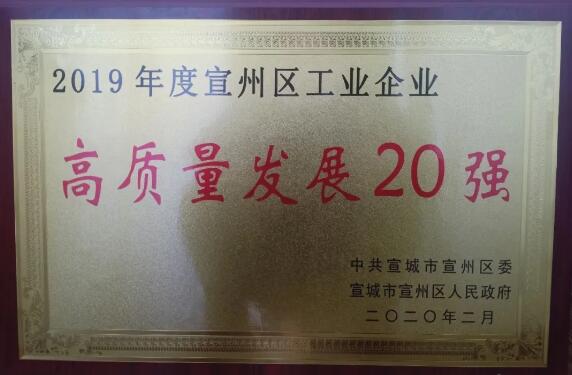 2019年度宣州区工业企业
高质量发展20强
中共宣城市宣州区委
宣城市宣州区人民政府
二〇二〇年二月